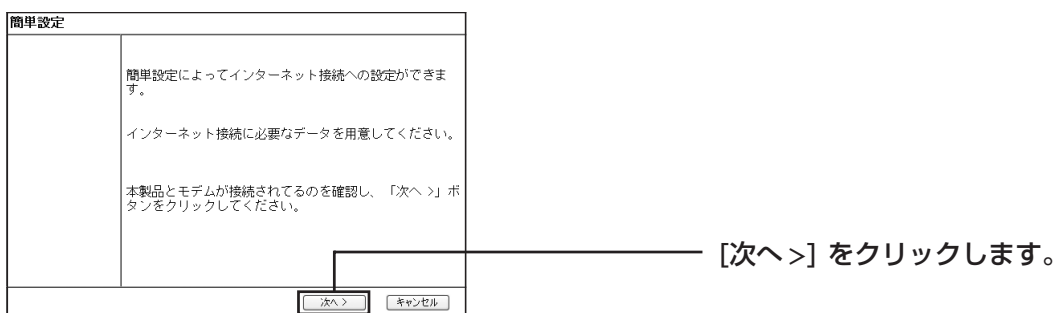 簡単設定
簡単設定によってインターネット接続への設定ができま
す。
インターネット接続に必要なデータを用意してください。
本製品とモデムが接続されてるのを確認し、「次へ >」ボ
タンをクリックしてください。
[次へ >] をクリックします。
次へ > キャンセル